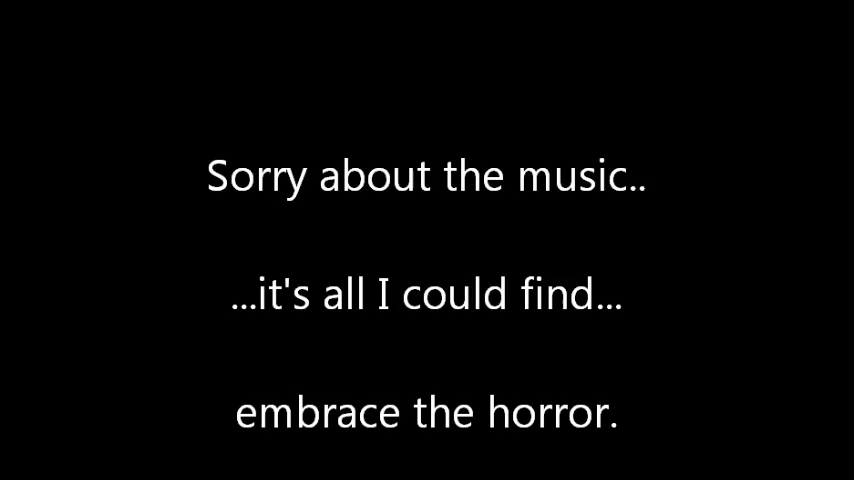 Sorry about the music..
...it's all I could find...
embrace the horror.